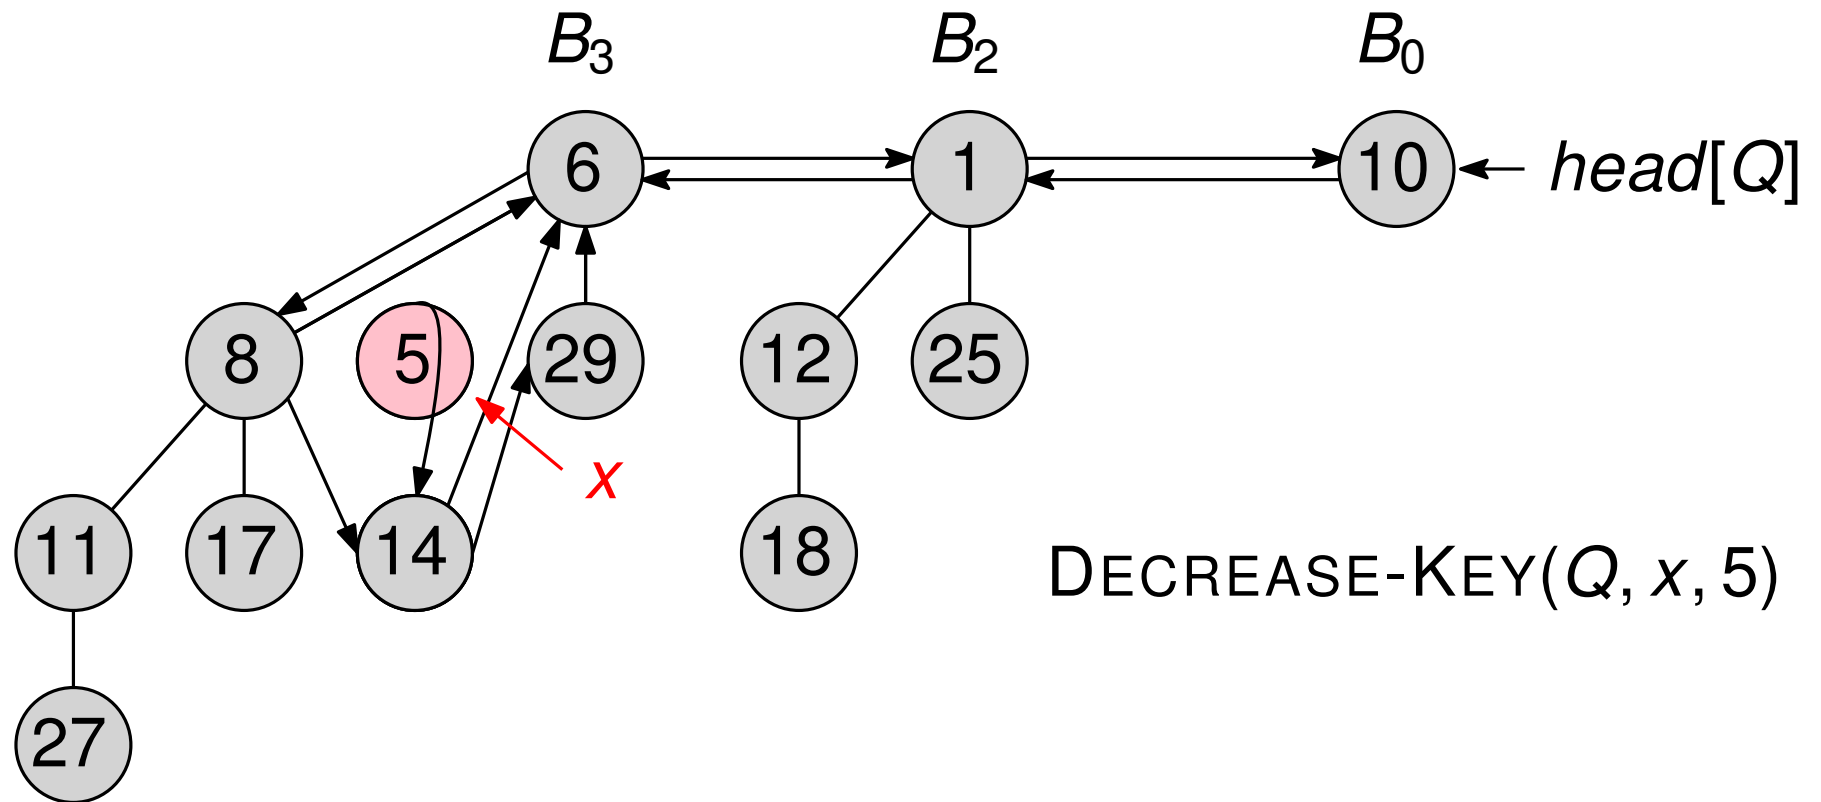 B3 B2 B0
6 1 10 head[Q]
8 5 29 12 25
x
11 17 14 18
DECREASE-KEY(Q, x, 5)
27